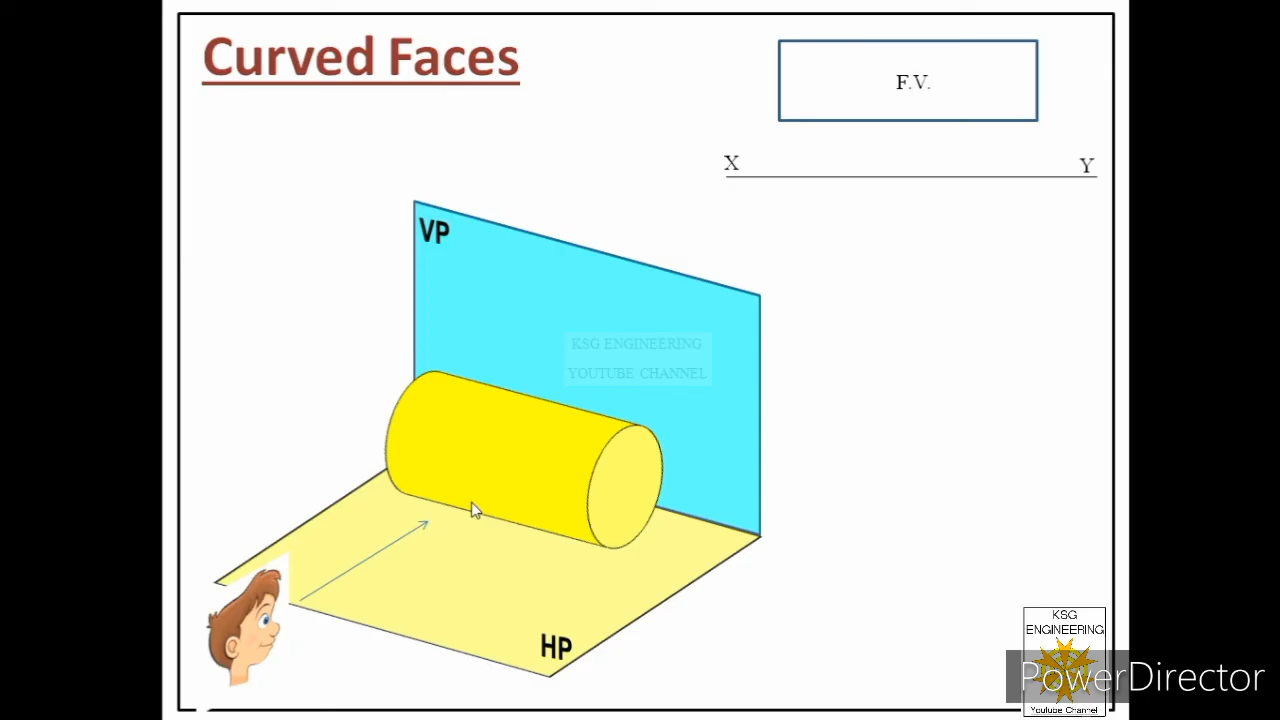 Curved Faces
F.V.
X
Y
VP
KSG ENGINEERING
YOUTUBE CHANNEL
HP
KSG
ENGINEERING
PowerDirector
Youtube Channel